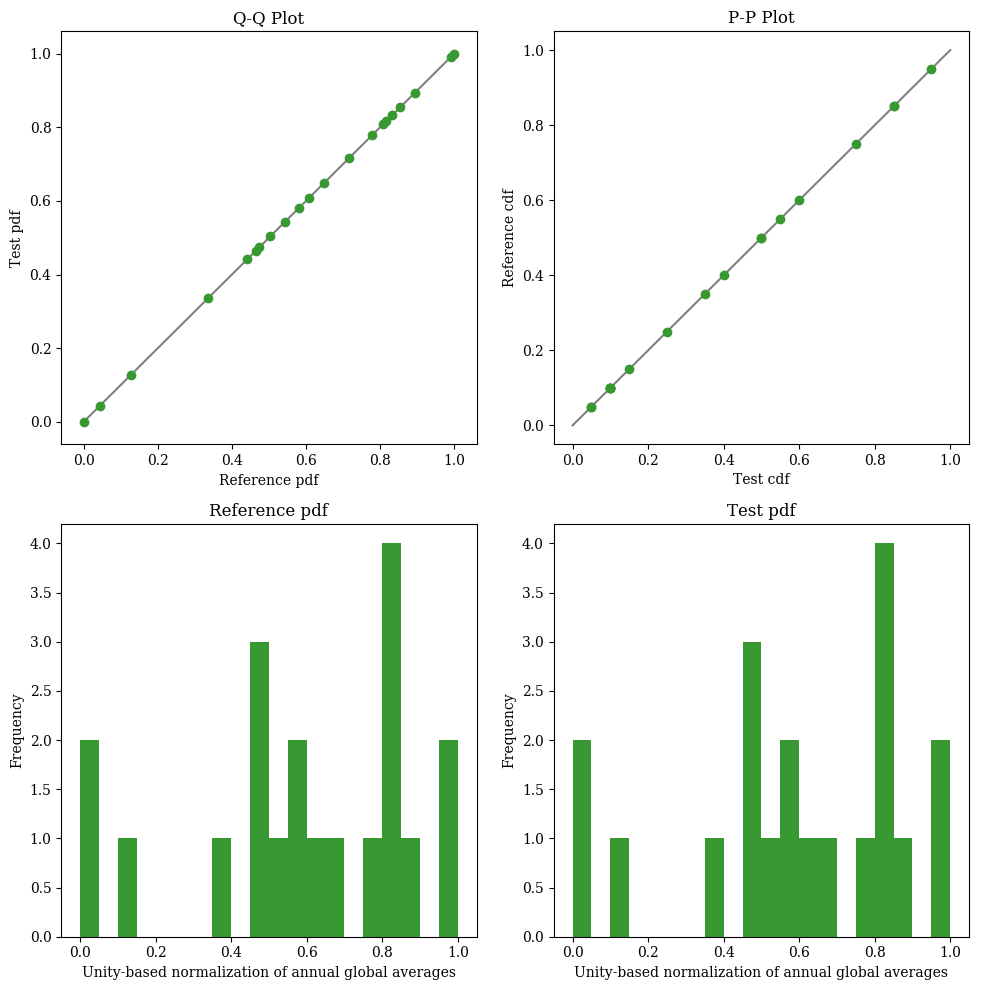 Q-Q Plot
1.0
0.8
0.6
0.4
0.2
0.0
Test pdf
0.0 0.2 0.4 0.6 0.8 1.0
Reference pdf
P-P Plot
1.0
0.8
0.6
0.4
0.2
0.0
Reference cdf
0.0 0.2 0.4 0.6 0.8 1.0
Test cdf
Reference pdf
4.0
3.5
3.0
2.5
2.0
1.5
1.0
0.5
0.0
Frequency
0.0 0.2 0.4 0.6 0.8 1.0
Unity-based normalization of annual global averages
Test pdf
4.0
3.5
3.0
2.5
2.0
1.5
1.0
0.5
0.0
Frequency
0.0 0.2 0.4 0.6 0.8 1.0
Unity-based normalization of annual global averages